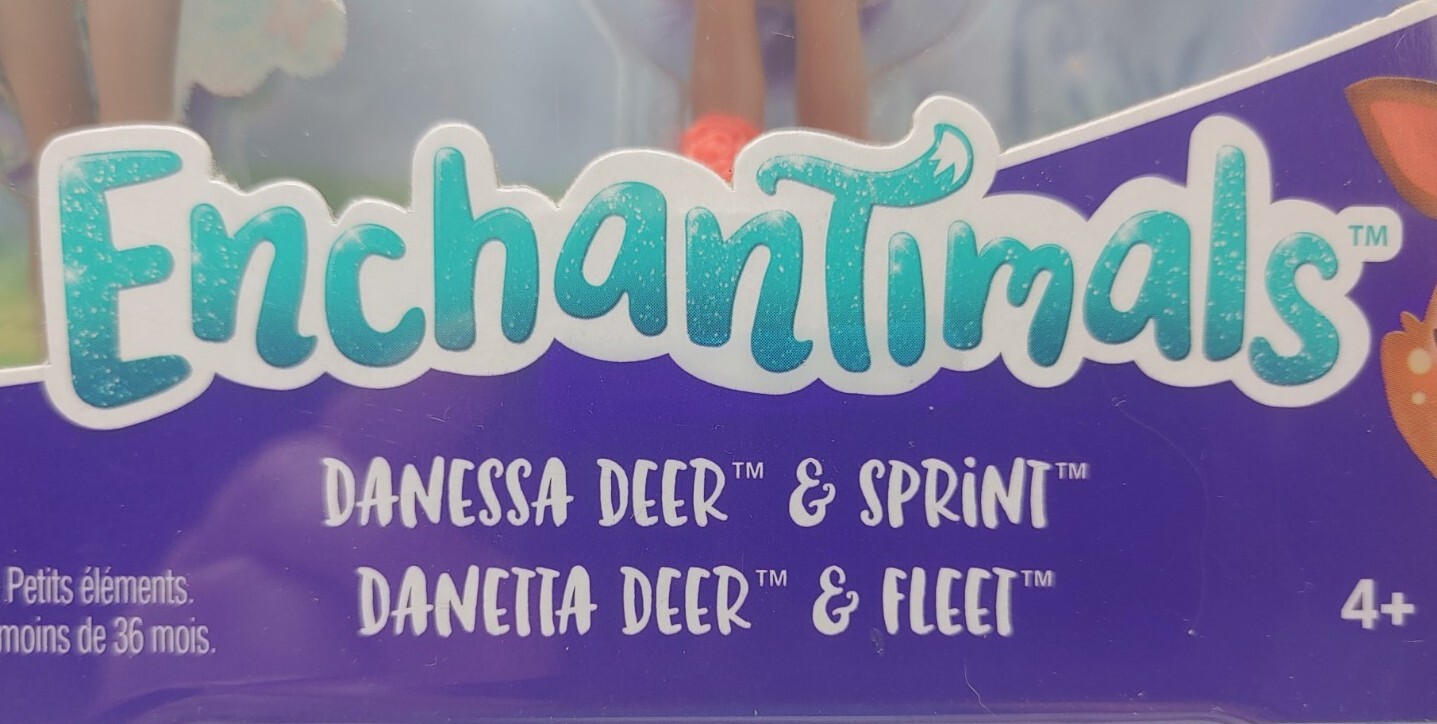 Enchantimals™
DANESSA DEER™ & SPRiNT™
DANETTA DEER™ & FLEET™
Petits éléments.
moins de 36 mois.
4+